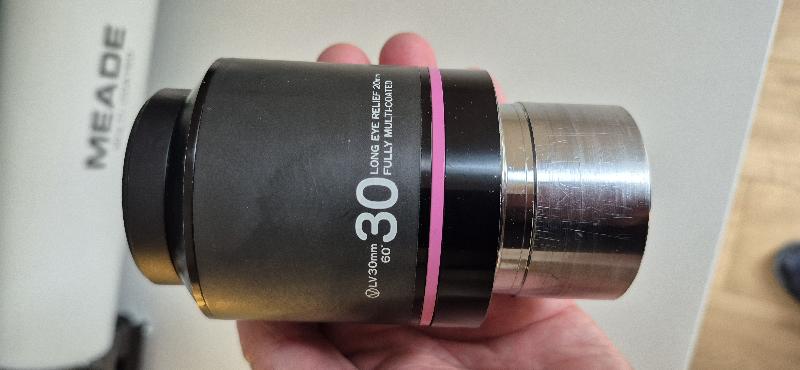 MEADE
LV30mm
60°
30
LONG EYE RELIEF 20mm
FULLY MULTI-COATED